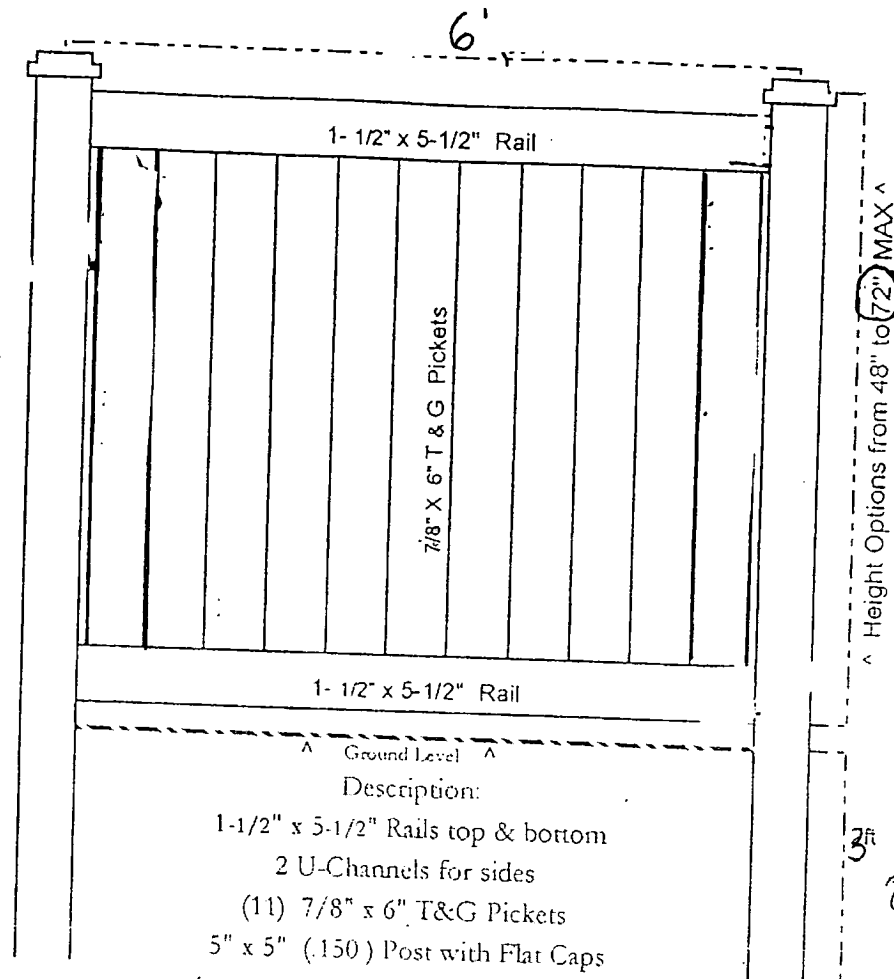 6'
1- 1/2" x 5-1/2" Rail
7/8" X 6" T & G Pickets
^ Height Options from 48" to 72" MAX ^
1- 1/2" x 5-1/2" Rail
^ Ground Level ^
Description:
1-1/2" x 5-1/2" Rails top & bottom
2 U-Channels for sides
(11) 7/8" x 6" T&G Pickets
5" x 5" (.150) Post with Flat Caps
3ft